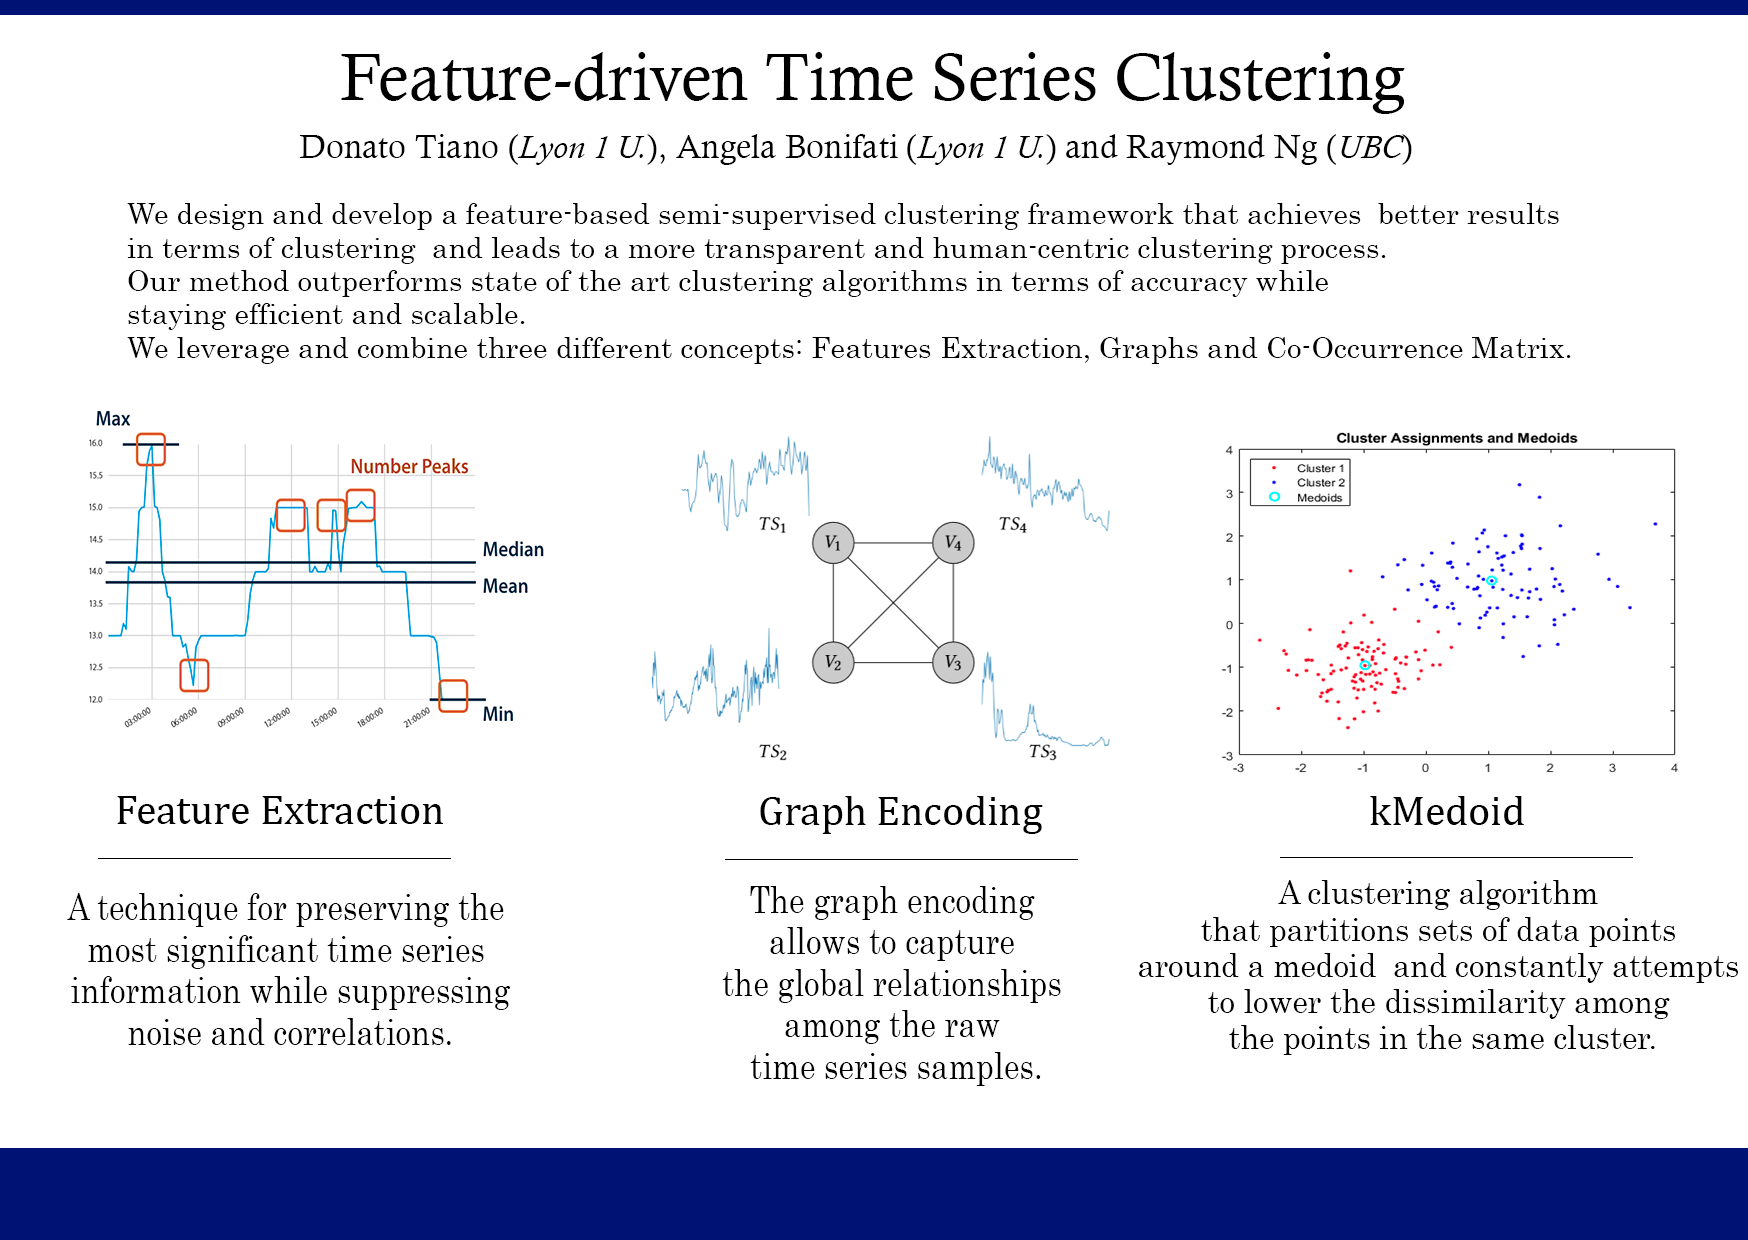 Feature-driven Time Series Clustering
Donato Tiano (Lyon 1 U.), Angela Bonifati (Lyon 1 U.) and Raymond Ng (UBC)
We design and develop a feature-based semi-supervised clustering framework that achieves better results
in terms of clustering and leads to a more transparent and human-centric clustering process.
Our method outperforms state of the art clustering algorithms in terms of accuracy while
staying efficient and scalable.
We leverage and combine three different concepts: Features Extraction, Graphs and Co-Occurrence Matrix.
Max
Number Peaks
Median
Mean
Min
16.0
15.5
15.0
14.5
14.0
13.5
13.0
12.5
12.0
03:00:00
06:00:00
09:00:00
12:00:00
15:00:00
18:00:00
21:00:00
Feature Extraction
A technique for preserving the
most significant time series
information while suppressing
noise and correlations.
TS1
TS4
V1
V4
V2
V3
TS2
TS3
Graph Encoding
The graph encoding
allows to capture
the global relationships
among the raw
time series samples.
Cluster Assignments and Medoids
Cluster 1
Cluster 2
Medoids
4
3
2
1
0
-1
-2
-3
-3 -2 -1 0 1 2 3 4
kMedoid
A clustering algorithm
that partitions sets of data points
around a medoid and constantly attempts
to lower the dissimilarity among
the points in the same cluster.